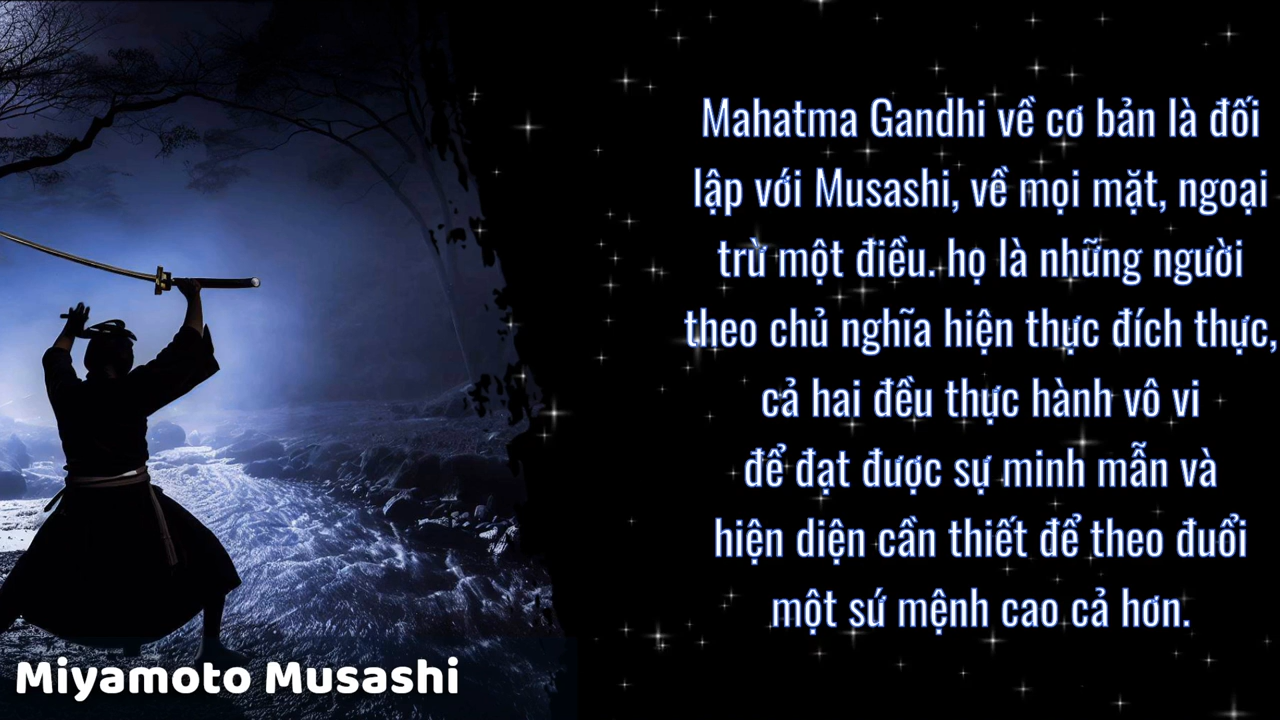 Mahatma Gandhi về cơ bản là đối
lập với Musashi, về mọi mặt, ngoại
trừ một điều. họ là những người
theo chủ nghĩa hiện thực đích thực,
cả hai đều thực hành vô vi
để đạt được sự minh mẫn và
hiện diện cần thiết để theo đuổi
một sứ mệnh cao cả hơn.
Miyamoto Musashi